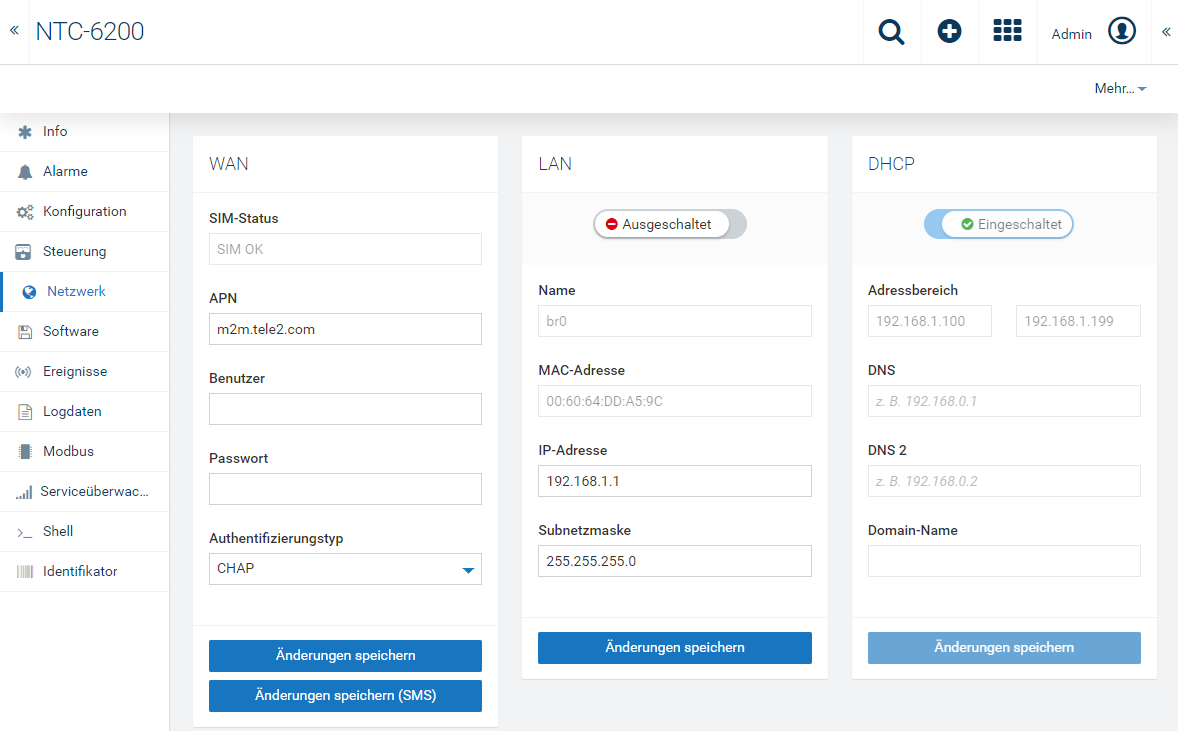 «
NTC-6200
Admin
«
Mehr...
Info
Alarme
Konfiguration
Steuerung
Netzwerk
Software
Ereignisse
Logdaten
Modbus
Serviceüberwac...
Shell
Identifikator
WAN
SIM-Status
SIM OK
APN
m2m.tele2.com
Benutzer
Passwort
Authentifizierungstyp
CHAP
Änderungen speichern
Änderungen speichern (SMS)
LAN
Ausgeschaltet
Name
br0
MAC-Adresse
00:60:64:DD:A5:9C
IP-Adresse
192.168.1.1
Subnetzmaske
255.255.255.0
Änderungen speichern
DHCP
Eingeschaltet
Adressbereich
192.168.1.100 192.168.1.199
DNS
z. B. 192.168.0.1
DNS 2
z. B. 192.168.0.2
Domain-Name
Änderungen speichern